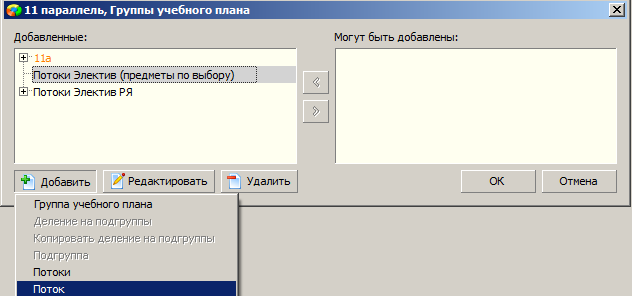 11 параллель, Группы учебного плана
Добавленные:
Могут быть добавлены:
11а
Потоки Электив (предметы по выбору)
Потоки Электив РЯ
Добавить
Редактировать
Удалить
ОК
Отмена
Группа учебного плана
Деление на подгруппы
Копировать деление на подгруппы
Подгруппа
Потоки
Поток